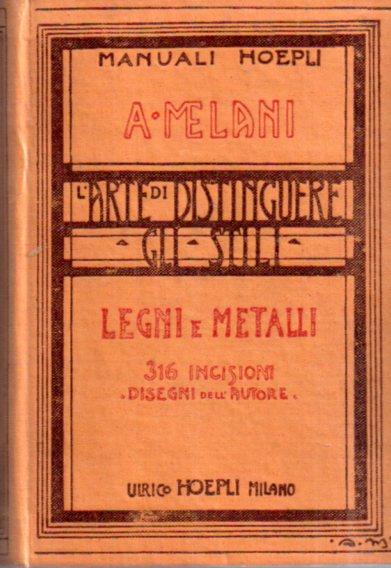 MANUALI HOEPLI
A·MELANI
L'ARTE DI DISTINGUERE
GLI STILI
LEGNI E METALLI
316 INCISIONI
·DISEGNI DELL'AUTORE·
ULRICO HOEPLI MILANO
·A.M